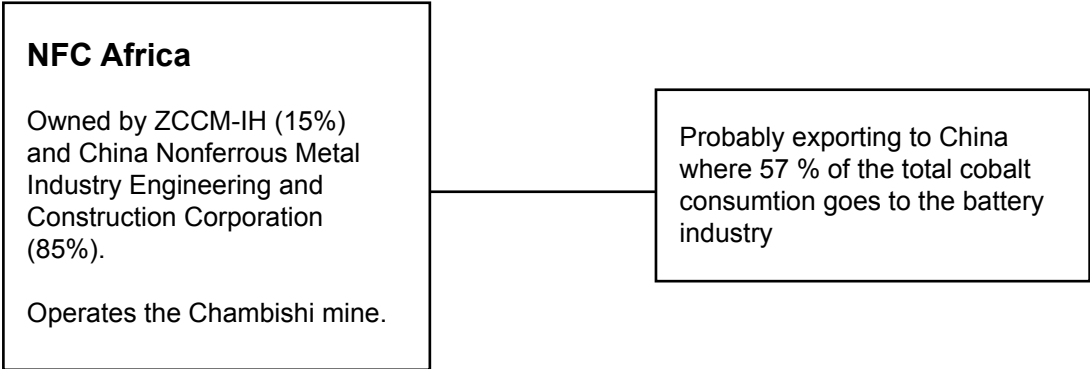 NFC Africa
Owned by ZCCM-IH (15%)
and China Nonferrous Metal
Industry Engineering and
Construction Corporation
(85%).
Operates the Chambishi mine.
Probably exporting to China
where 57 % of the total cobalt
consumtion goes to the battery
industry